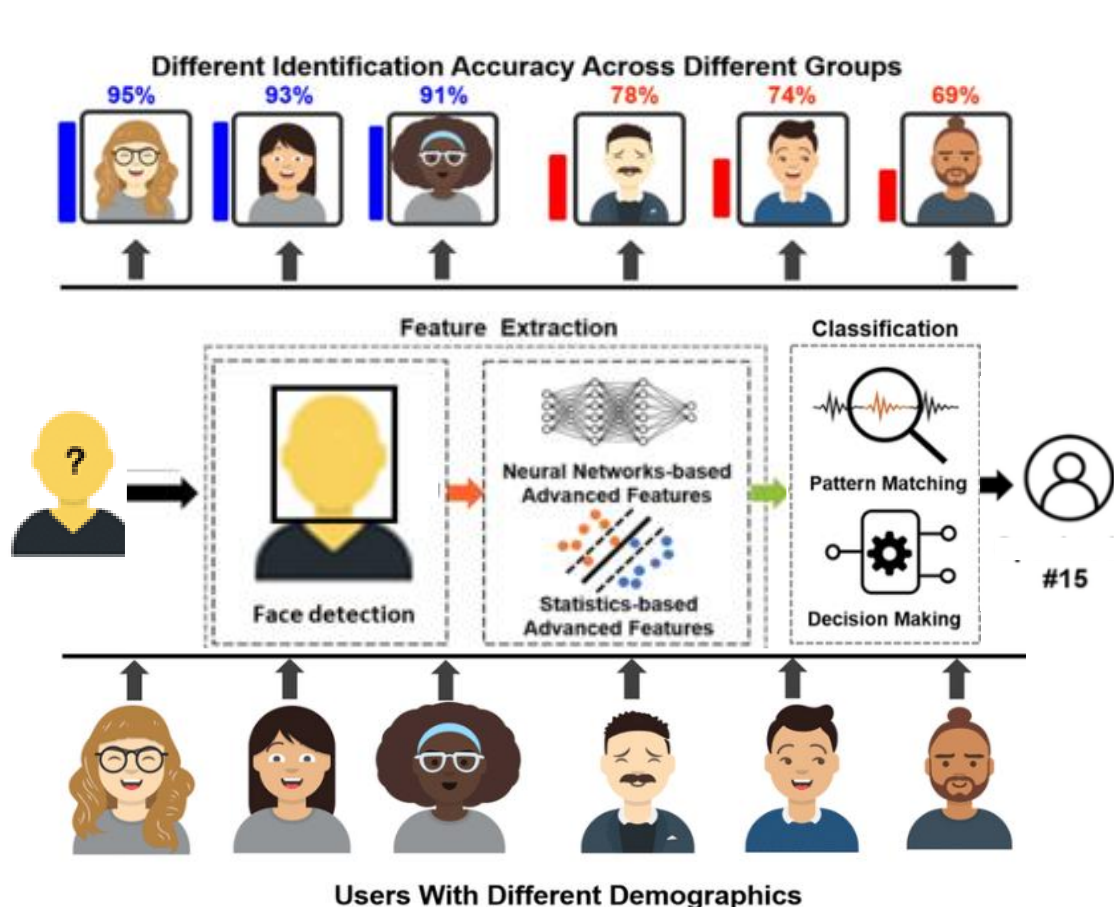 Different Identification Accuracy Across Different Groups
95% 93% 91% 78% 74% 69%
Feature Extraction
Classification
?
Face detection
Neural Networks-based
Advanced Features
Statistics-based
Advanced Features
Pattern Matching
Decision Making
#15
Users With Different Demographics